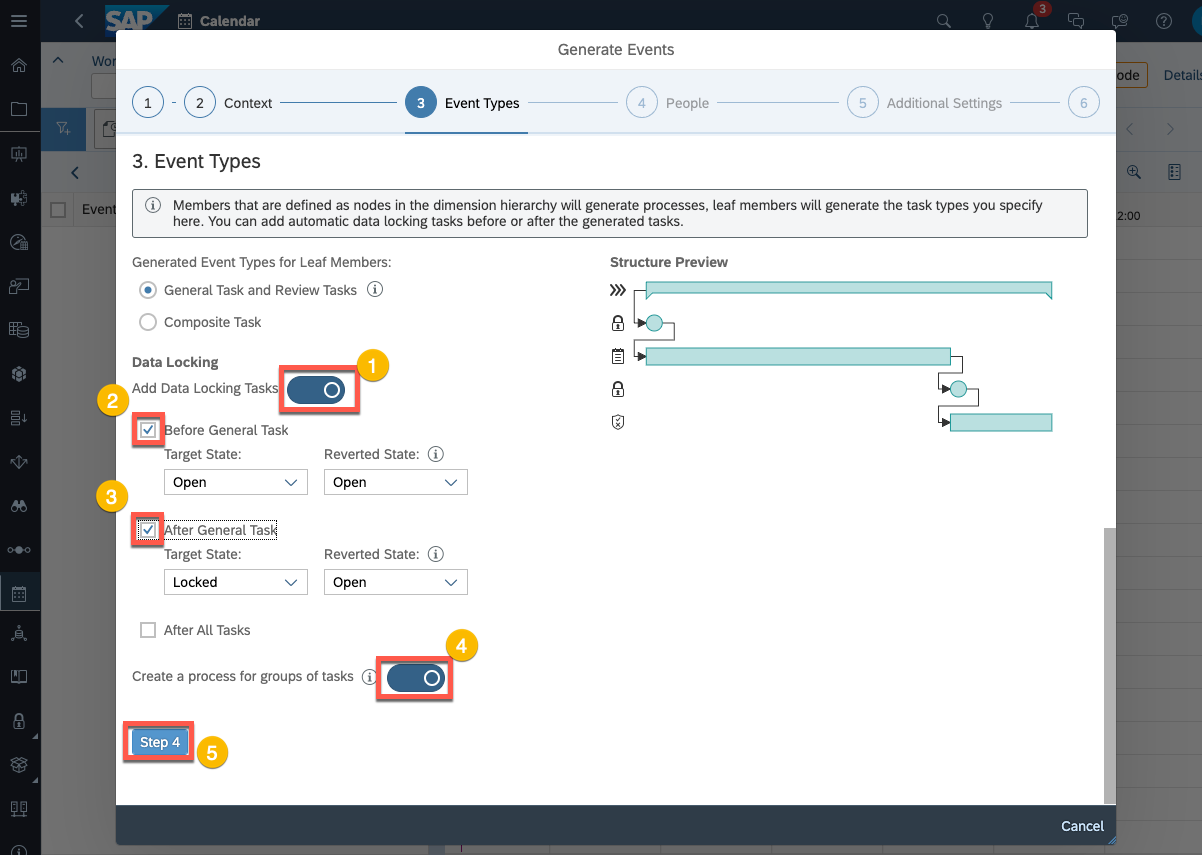 SAP
Calendar
3
Wor
ode
Details
Event
2:00
Generate Events
1
2
Context
3
Event Types
4
People
5
Additional Settings
6
3. Event Types
Members that are defined as nodes in the dimension hierarchy will generate processes, leaf members will generate the task types you specify
here. You can add automatic data locking tasks before or after the generated tasks.
Generated Event Types for Leaf Members:
General Task and Review Tasks
Composite Task
Structure Preview
Data Locking
Add Data Locking Tasks
1
2
Before General Task
Target State:
Reverted State:
Open
Open
3
After General Task
Target State:
Reverted State:
Locked
Open
After All Tasks
4
Create a process for groups of tasks
Step 4
5
Cancel